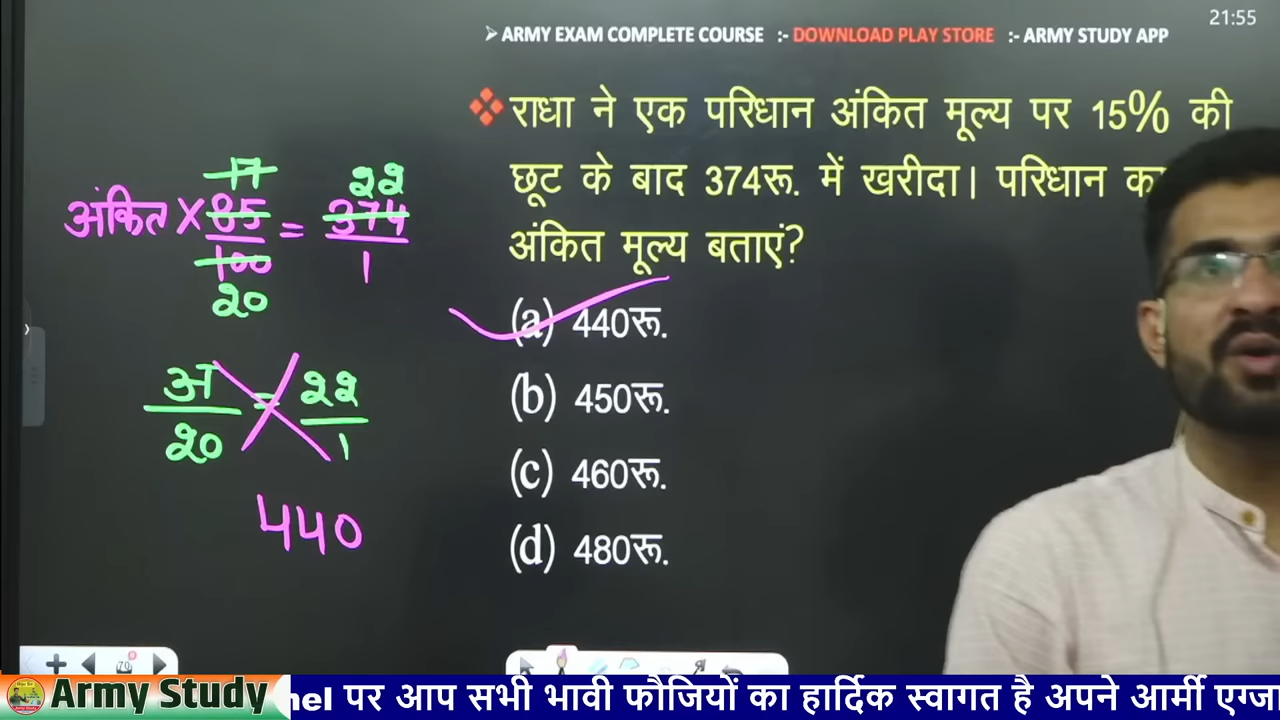 21:55
➢ ARMY EXAM COMPLETE COURSE :- DOWNLOAD PLAY STORE :- ARMY STUDY APP
❖ राधा ने एक परिधान अंकित मूल्य पर 15% की
छूट के बाद 374रू. में खरीदा। परिधान का
अंकित मूल्य बताएं?
(a) 440रू.
(b) 450रू.
(c) 460रू.
(d) 480रू.
17 22
अंकित × 85 = 374
100 1
20
अ = 22
20 1
440
70
Army Study
nel पर आप सभी भावी फौजियों का हार्दिक स्वागत है अपने आर्मी एग्जा